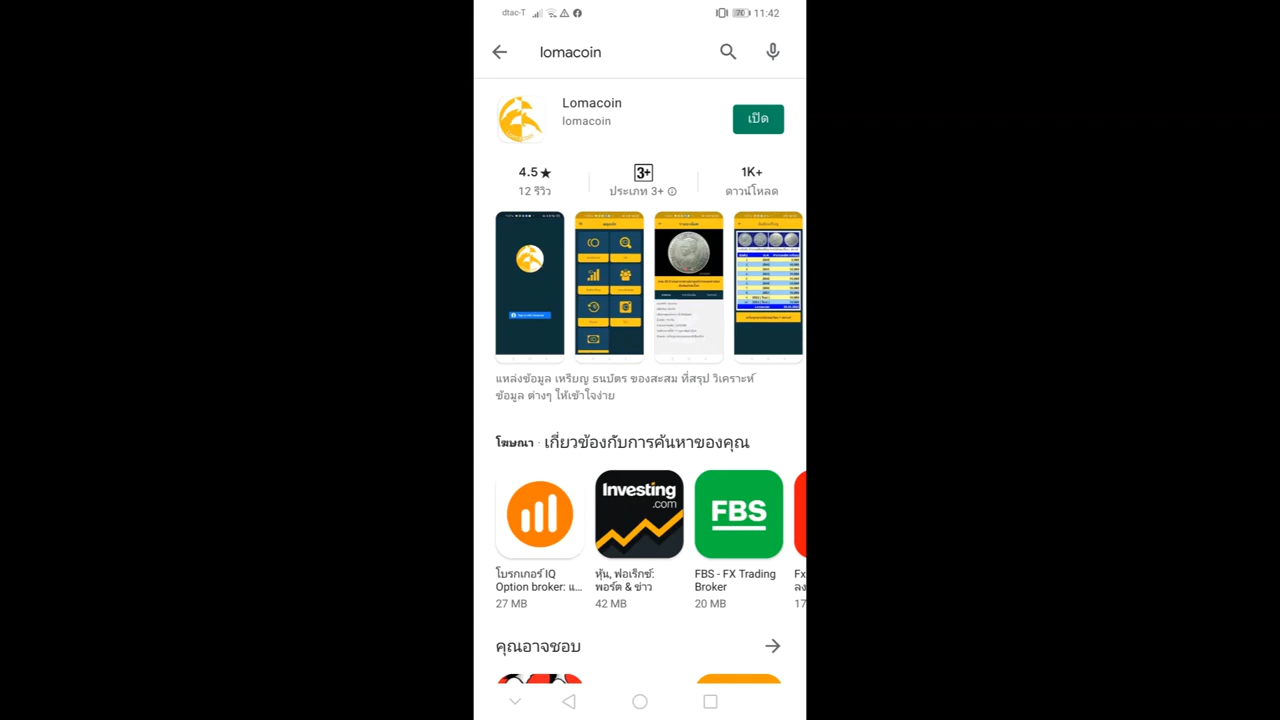 dtac-T
70
11:42
lomacoin
Lomacoin
lomacoin
เปิด
4.5★
12 รีวิว
3+
ประเภท 3+
1K+
ดาวน์โหลด
แหล่งข้อมูล เหรียญ ธนบัตร ของสะสม ที่สรุป วิเคราะห์
ข้อมูล ต่างๆ ให้เข้าใจง่าย
โฆษณา · เกี่ยวข้องกับการค้นหาของคุณ
Investing
.com
FBS
โบรกเกอร์ IQ
Option broker: แ...
27 MB
หุ้น, ฟอเร็กซ์:
พอร์ต & ข่าว
42 MB
FBS - FX Trading
Broker
20 MB
Fx
ลง
17
คุณอาจชอบ